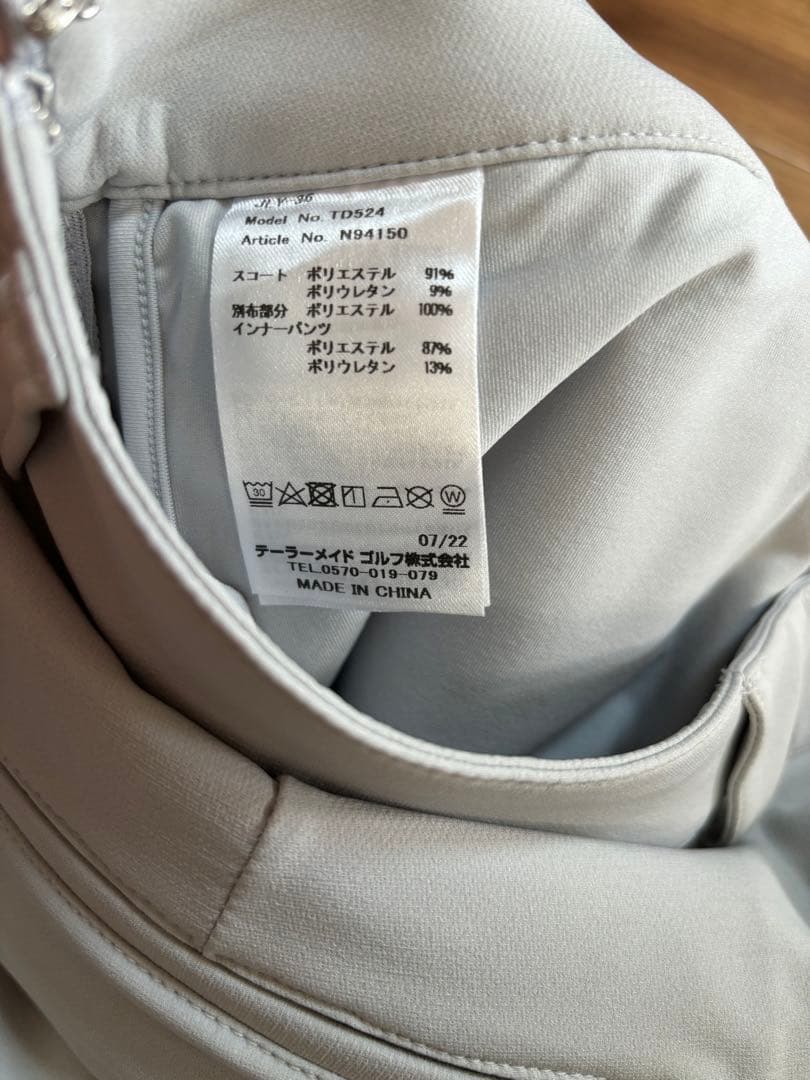 Model No. TD524
Article No. N94150
スコート ポリエステル 91%
ポリウレタン 9%
別布部分 ポリエステル 100%
インナーパンツ
ポリエステル 87%
ポリウレタン 13%
30
W
07/22
テーラーメイド ゴルフ株式会社
TEL.0570-019-079
MADE IN CHINA